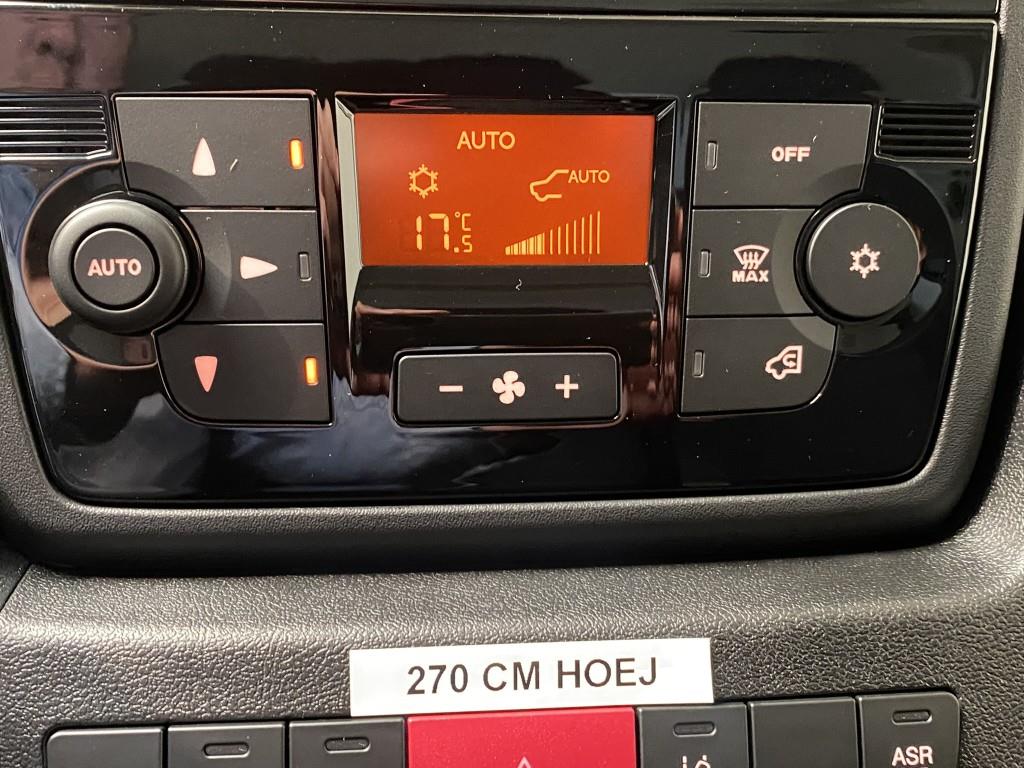 AUTO
AUTO
17.5 °C
OFF
AUTO
MAX
- +
270 CM HOEJ
ASR